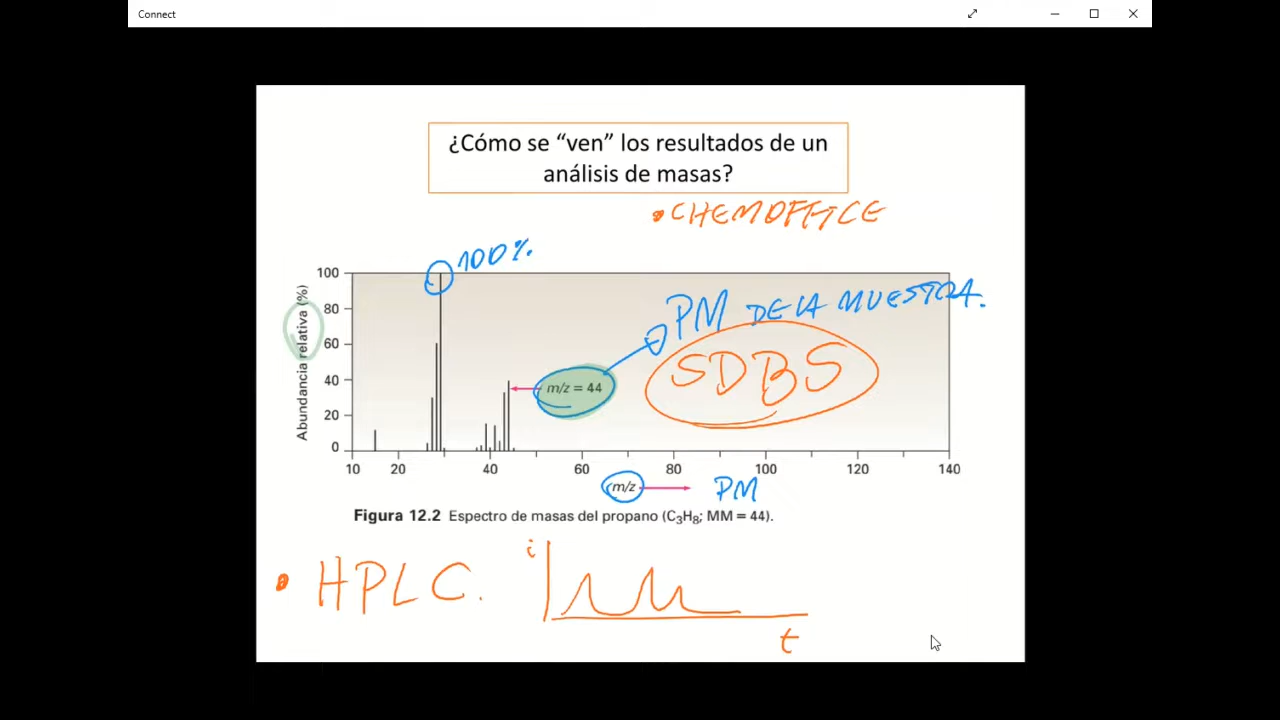 Connect
¿Cómo se “ven” los resultados de un
análisis de masas?
• CHEMOFFICE
100%
PM DE LA MUESTRA.
SDBS
Abundancia relativa (%)
100
80
60
40
20
0
m/z = 44
10 20 40 60 80 100 120 140
m/z PM
Figura 12.2 Espectro de masas del propano (C₃H₈; MM = 44).
• HPLC.
i
t